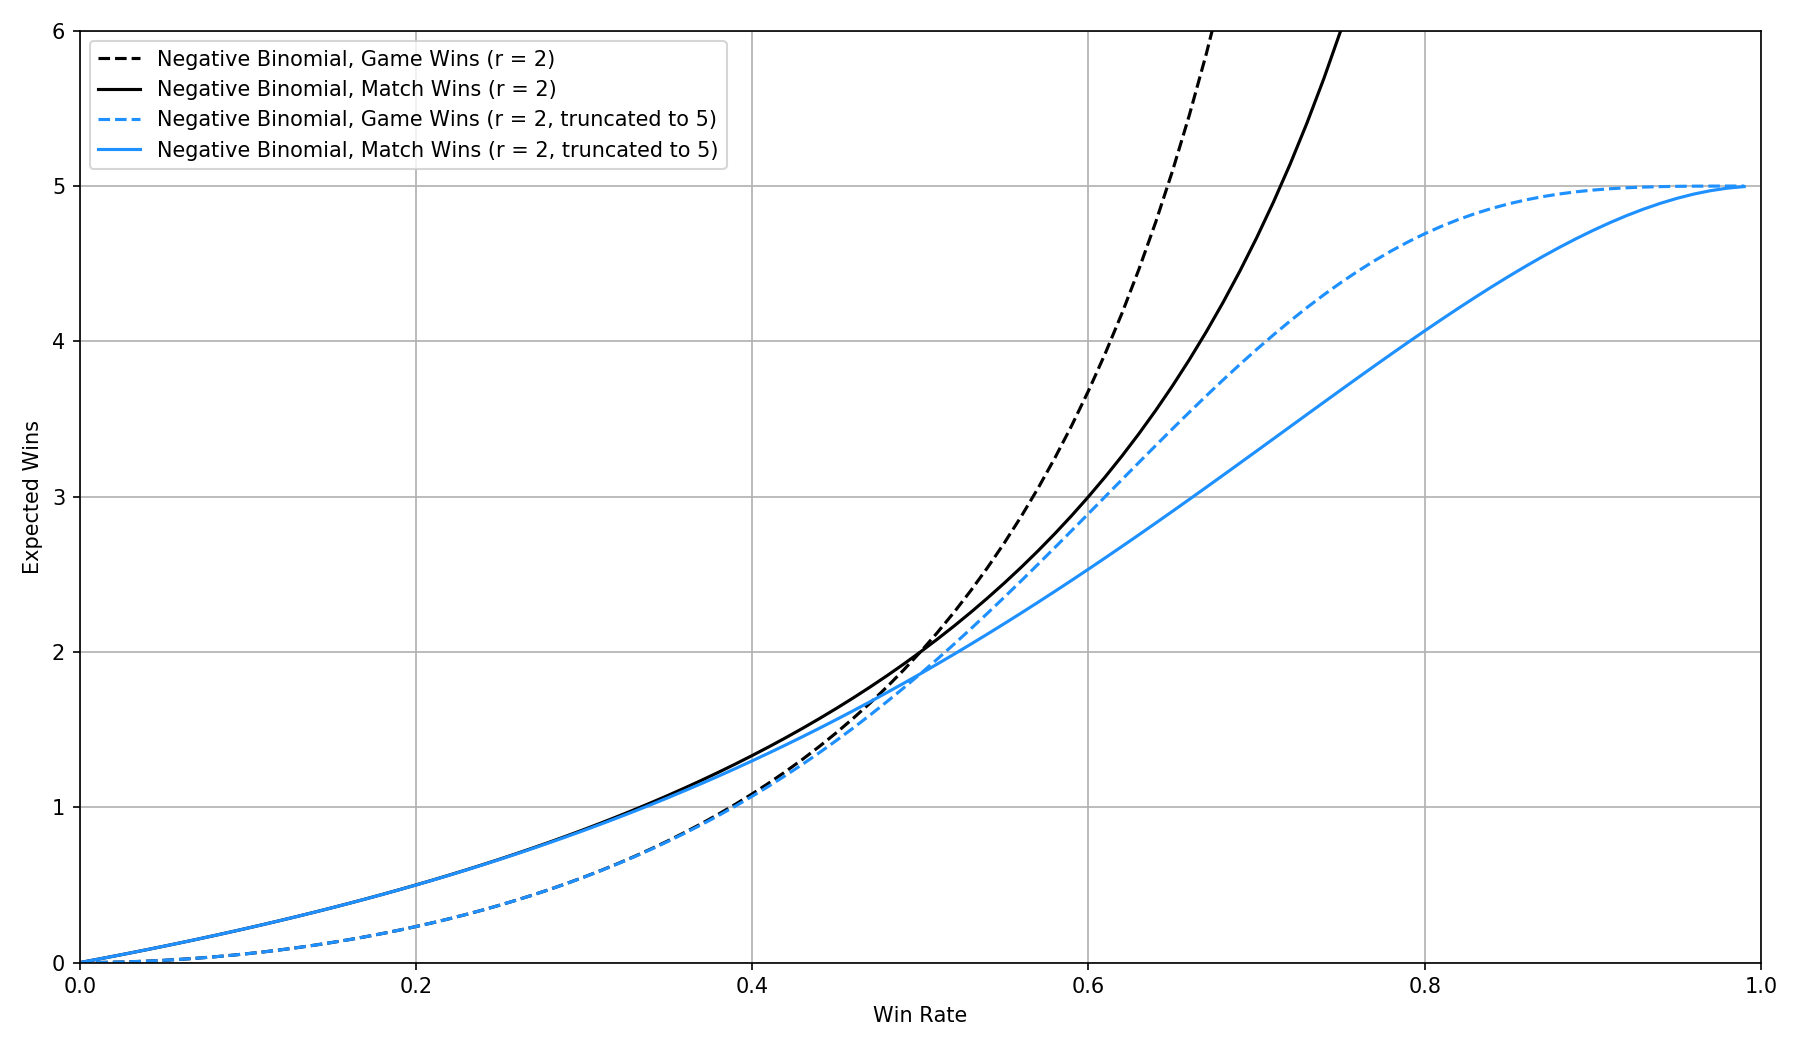 Negative Binomial, Game Wins (r = 2)
Negative Binomial, Match Wins (r = 2)
Negative Binomial, Game Wins (r = 2, truncated to 5)
Negative Binomial, Match Wins (r = 2, truncated to 5)
6
5
4
3
2
1
0
Expected Wins
0.0 0.2 0.4 0.6 0.8 1.0
Win Rate